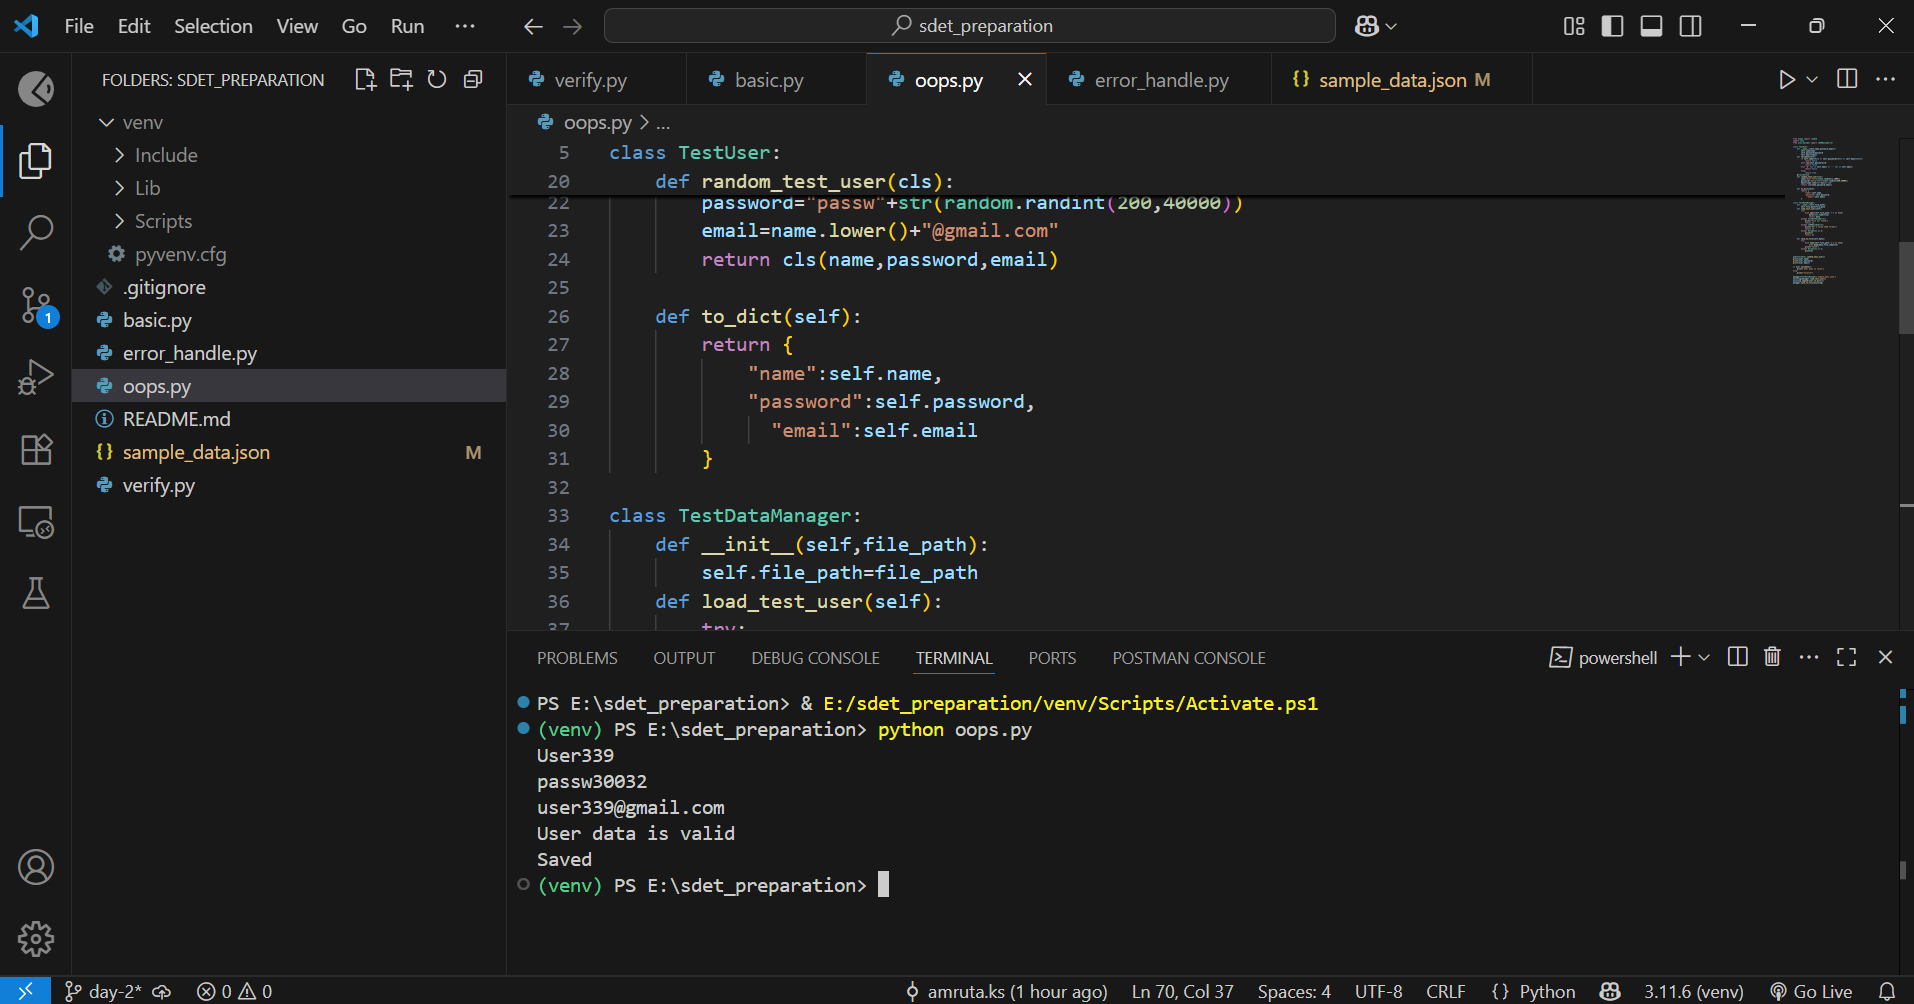 File Edit Selection View Go Run ...
sdet_preparation
FOLDERS: SDET_PREPARATION
venv
Include
Lib
Scripts
pyvenv.cfg
.gitignore
basic.py
error_handle.py
oops.py
README.md
sample_data.json M
verify.py
1
verify.py basic.py oops.py error_handle.py sample_data.json M
oops.py > ...
5 class TestUser:
20 def random_test_user(cls):
22 password="passw"+str(random.randint(200,40000))
23 email=name.lower()+"@gmail.com"
24 return cls(name,password,email)
25
26 def to_dict(self):
27 return {
28 "name":self.name,
29 "password":self.password,
30 "email":self.email
31 }
32
33 class TestDataManager:
34 def __init__(self,file_path):
35 self.file_path=file_path
36 def load_test_user(self):
37 try:
PROBLEMS OUTPUT DEBUG CONSOLE TERMINAL PORTS POSTMAN CONSOLE
powershell
PS E:\sdet_preparation> & E:/sdet_preparation/venv/Scripts/Activate.ps1
(venv) PS E:\sdet_preparation> python oops.py
User339
passw30032
user339@gmail.com
User data is valid
Saved
(venv) PS E:\sdet_preparation>
day-2* 0 0 amruta.ks (1 hour ago) Ln 70, Col 37 Spaces: 4 UTF-8 CRLF {} Python 3.11.6 (venv) Go Live